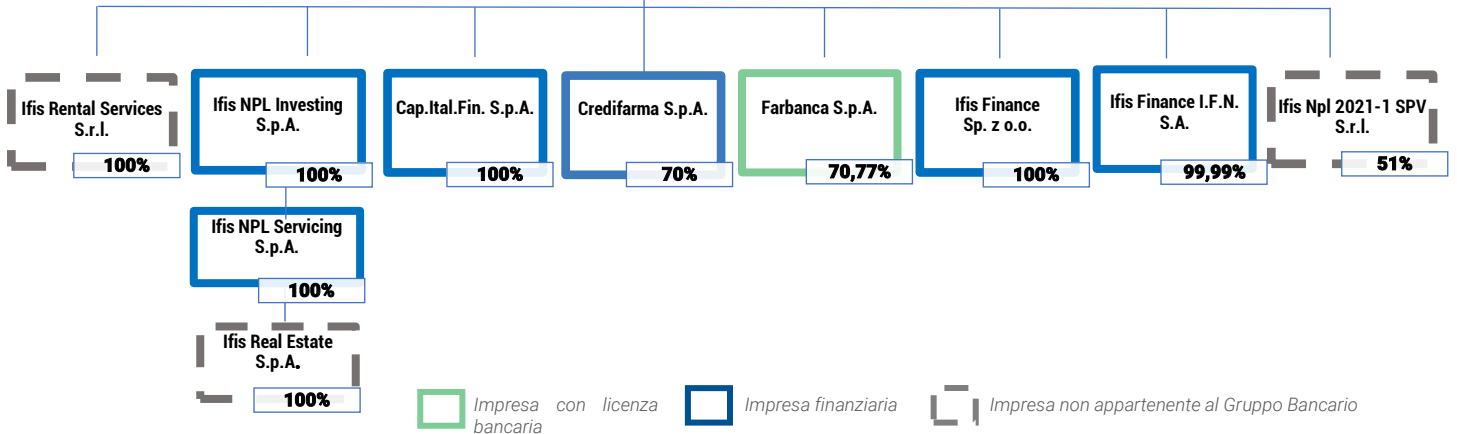 Ifis Rental Services
S.r.l.
100%
Ifis NPL Investing
S.p.A.
100%
Cap.Ital.Fin. S.p.A.
100%
Credifarma S.p.A.
70%
Farbanca S.p.A.
70,77%
Ifis Finance
Sp. z o.o.
100%
Ifis Finance I.F.N.
S.A.
99,99%
Ifis Npl 2021-1 SPV
S.r.l.
51%
Ifis NPL Servicing
S.p.A.
100%
Ifis Real Estate
S.p.A.
100%
Impresa con licenza
bancaria
Impresa finanziaria
Impresa non appartenente al Gruppo Bancario